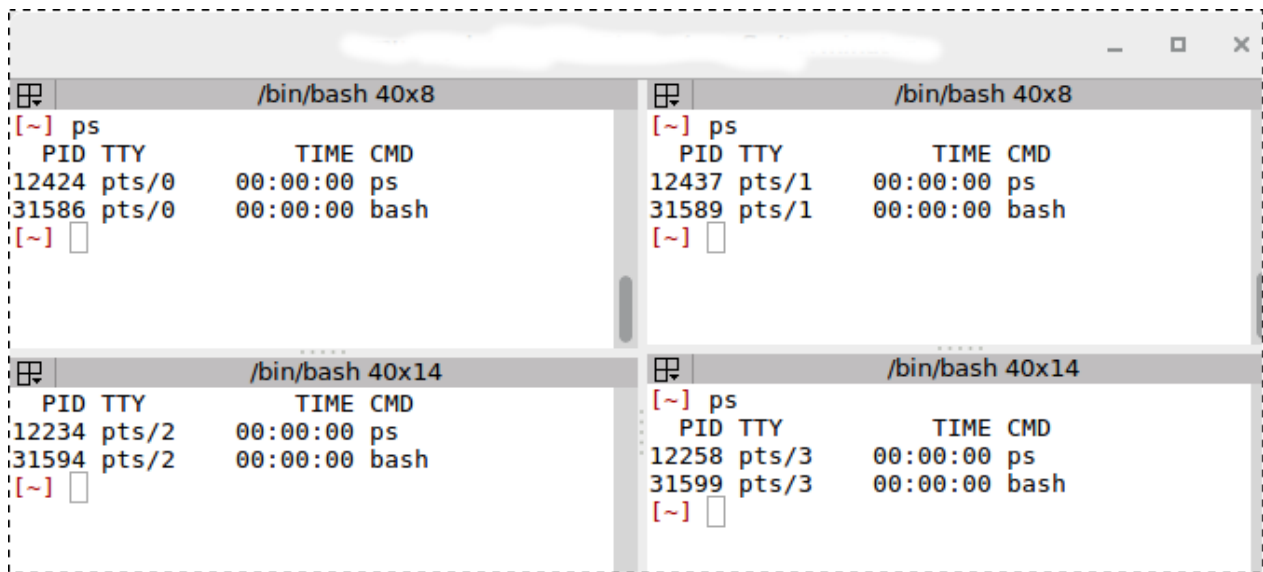 /bin/bash 40x8
[~] ps
  PID TTY          TIME CMD
12424 pts/0    00:00:00 ps
31586 pts/0    00:00:00 bash
[~]
/bin/bash 40x8
[~] ps
  PID TTY          TIME CMD
12437 pts/1    00:00:00 ps
31589 pts/1    00:00:00 bash
[~]
/bin/bash 40x14
  PID TTY          TIME CMD
12234 pts/2    00:00:00 ps
31594 pts/2    00:00:00 bash
[~]
/bin/bash 40x14
[~] ps
  PID TTY          TIME CMD
12258 pts/3    00:00:00 ps
31599 pts/3    00:00:00 bash
[~]